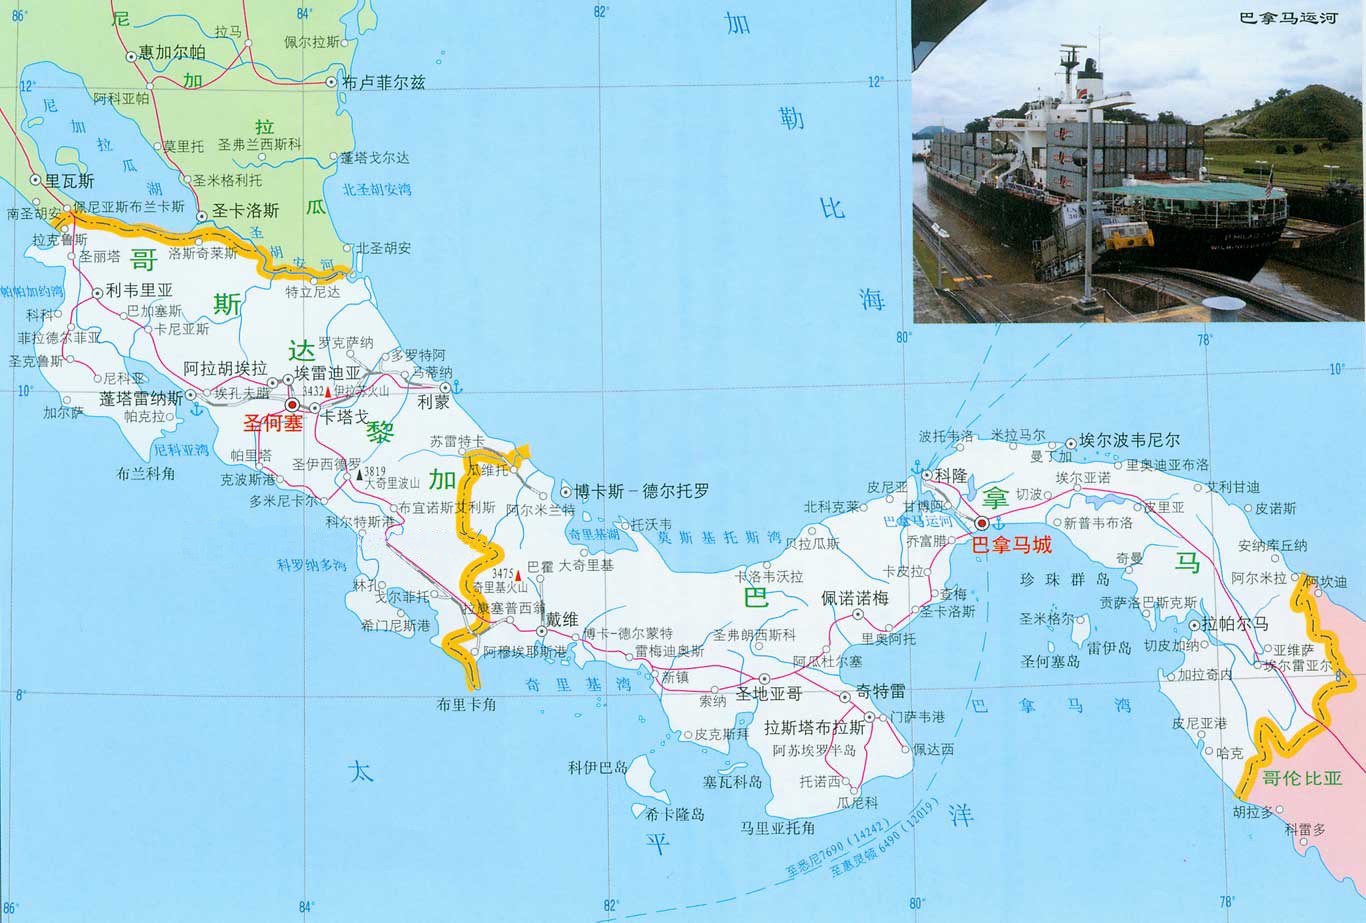 86°
82°
尼
加
拉
瓜
拉马
佩尔拉斯
惠加尔帕
布卢菲尔兹
阿科亚帕
12°
12°
加
勒
比
海
巴拿马运河
尼
加
拉
瓜
湖
莫里托
圣弗兰西斯科
蓬塔戈尔达
里瓦斯
圣米格利托
北圣胡安湾
南圣胡安
佩尼亚斯布兰卡斯
圣卡洛斯
拉克鲁斯
圣
胡
安
河
北圣胡安
哥
斯
达
黎
加
圣丽塔
洛斯奇莱斯
帕帕加约湾
利韦里亚
特立尼达
科科
巴加塞斯
菲拉德尔菲亚
卡尼亚斯
圣克鲁斯
罗克萨纳
多罗特阿
马蒂纳
阿拉胡埃拉
埃雷迪亚
尼科亚
3432
伊拉苏火山
10°
10°
80°
78°
蓬塔雷纳斯
埃孔夫腊
利蒙
加尔萨
帕克拉
圣何塞
卡塔戈
尼科亚湾
布兰科角
苏雷特卡
帕里塔
圣伊西德罗
3819
大奇里波山
瓜维托
克波斯港
多米尼卡尔
布宜诺斯艾利斯
阿尔米兰特
博卡斯－德尔托罗
科尔特斯港
奇里基湖
托沃韦
莫斯基托斯湾
科罗纳多湾
巴霍
大奇里基
3475
奇里基火山
林孔
戈尔菲托
拉康塞普西翁
希门尼斯港
戴维
阿穆埃耶斯港
博卡–德尔蒙特
雷梅迪奥斯
布里卡角
奇里基湾
新镇
索纳
圣地亚哥
皮克斯拜
科伊巴岛
希卡隆岛
塞瓦科岛
马里亚托角
阿苏埃罗半岛
拉斯塔布拉斯
奇特雷
门萨韦港
佩达西
托诺西
瓜尼科
巴
拿
马
卡洛韦沃拉
贝拉瓜斯
圣弗朗西斯科
阿瓜杜尔塞
佩诺诺梅
里奥阿托
圣卡洛斯
查梅
卡皮拉
乔富腊
北科克莱
皮尼亚
甘博阿
巴拿马运河
科隆
波托韦洛
米拉马尔
曼丁加
埃尔波韦尼尔
里奥迪亚布洛
切波
埃尔亚诺
艾利甘迪
皮里亚
皮诺斯
巴拿马城
新普韦布洛
奇曼
安纳库丘纳
阿尔米拉
阿坎迪
珍珠群岛
贡萨洛巴斯克斯
圣米格尔
拉帕尔马
雷伊岛
切皮加纳
亚维萨
圣何塞岛
埃尔雷亚尔
加拉奇内
巴拿马湾
8°
8°
皮尼亚港
哈克
哥伦比亚
胡拉多
科雷多
太
平
洋
至悉尼7690 (14242)
至惠灵顿 6490 (12019)
86°
84°
82°
80°
78°